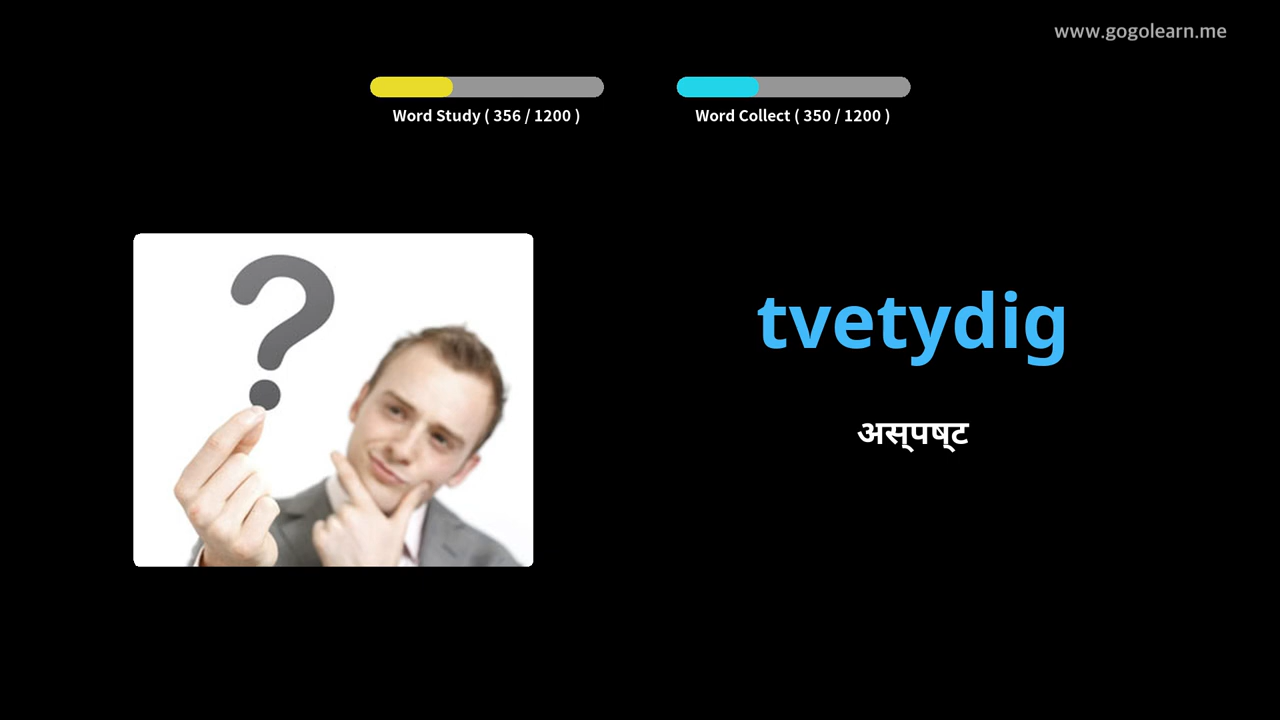 www.gogolearn.me
Word Study ( 356 / 1200 )
Word Collect ( 350 / 1200 )
?
tvetydig
अस्पष्ट